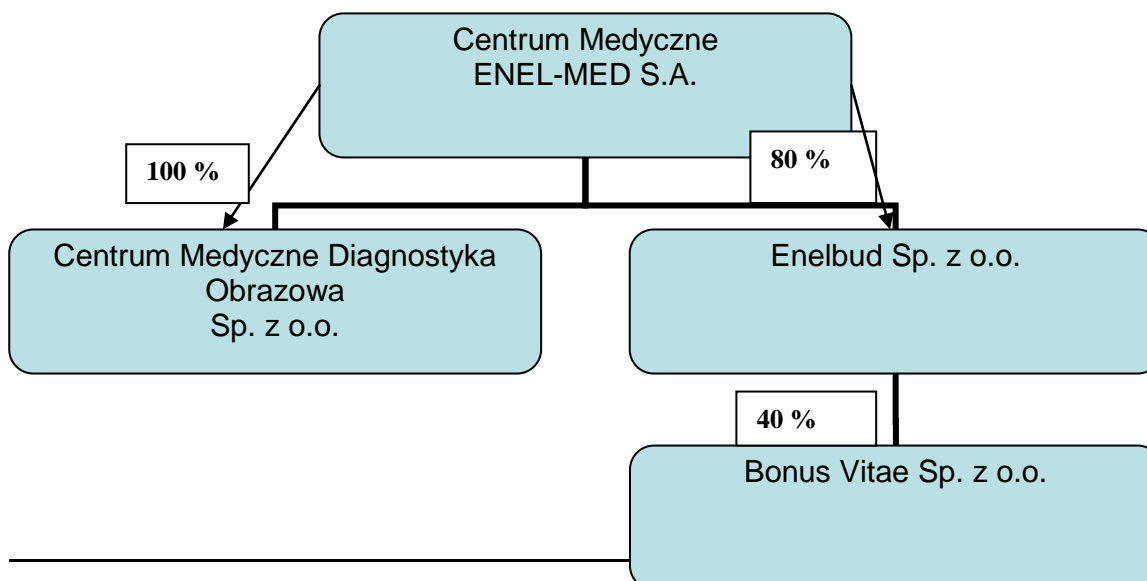 Centrum Medyczne
ENEL-MED S.A.
100 %
80 %
Centrum Medyczne Diagnostyka
Obrazowa
Sp. z o.o.
Enelbud Sp. z o.o.
40 %
Bonus Vitae Sp. z o.o.